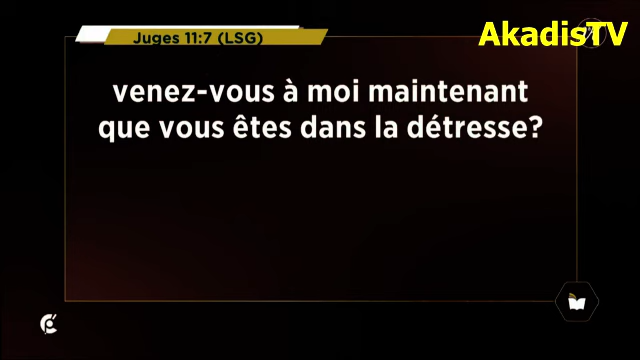 Juges 11:7 (LSG)
AkadisTV
venez-vous à moi maintenant
que vous êtes dans la détresse?